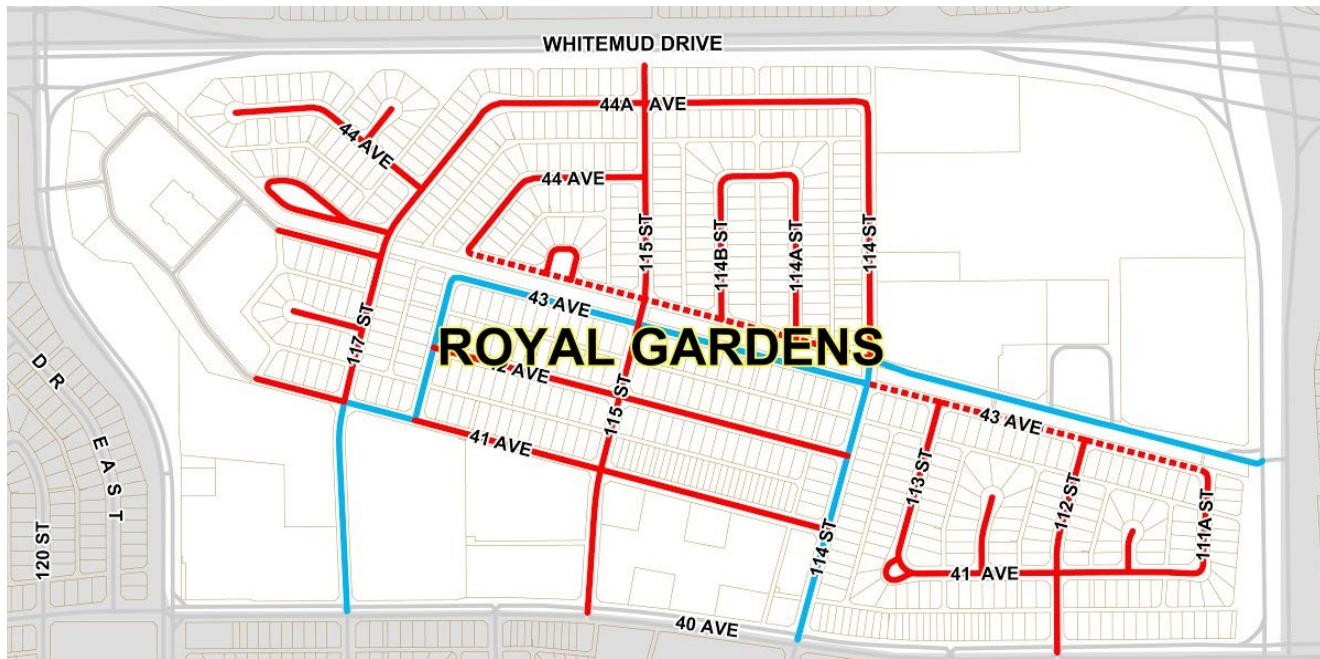 WHITEMUD DRIVE
44A AVE
44 AVE
44 AVE
115 ST
114B ST
114A ST
114 ST
43 AVE
117 ST
ROYAL GARDENS
AVE
115 ST
41 AVE
43 AVE
113 ST
112 ST
111A ST
114 ST
41 AVE
40 AVE
DR EAST
120 ST